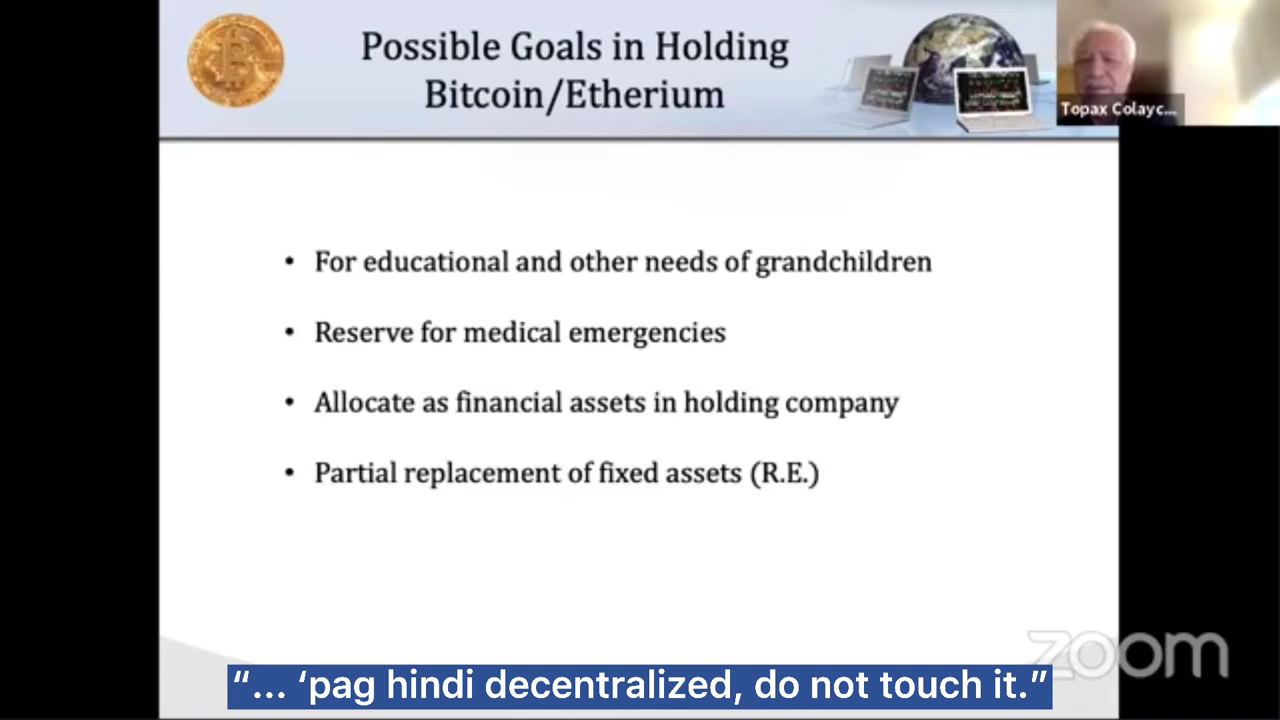 Possible Goals in Holding
Bitcoin/Etherium
Topax Colayc...
• For educational and other needs of grandchildren
• Reserve for medical emergencies
• Allocate as financial assets in holding company
• Partial replacement of fixed assets (R.E.)
zoom
“... ‘pag hindi decentralized, do not touch it.”